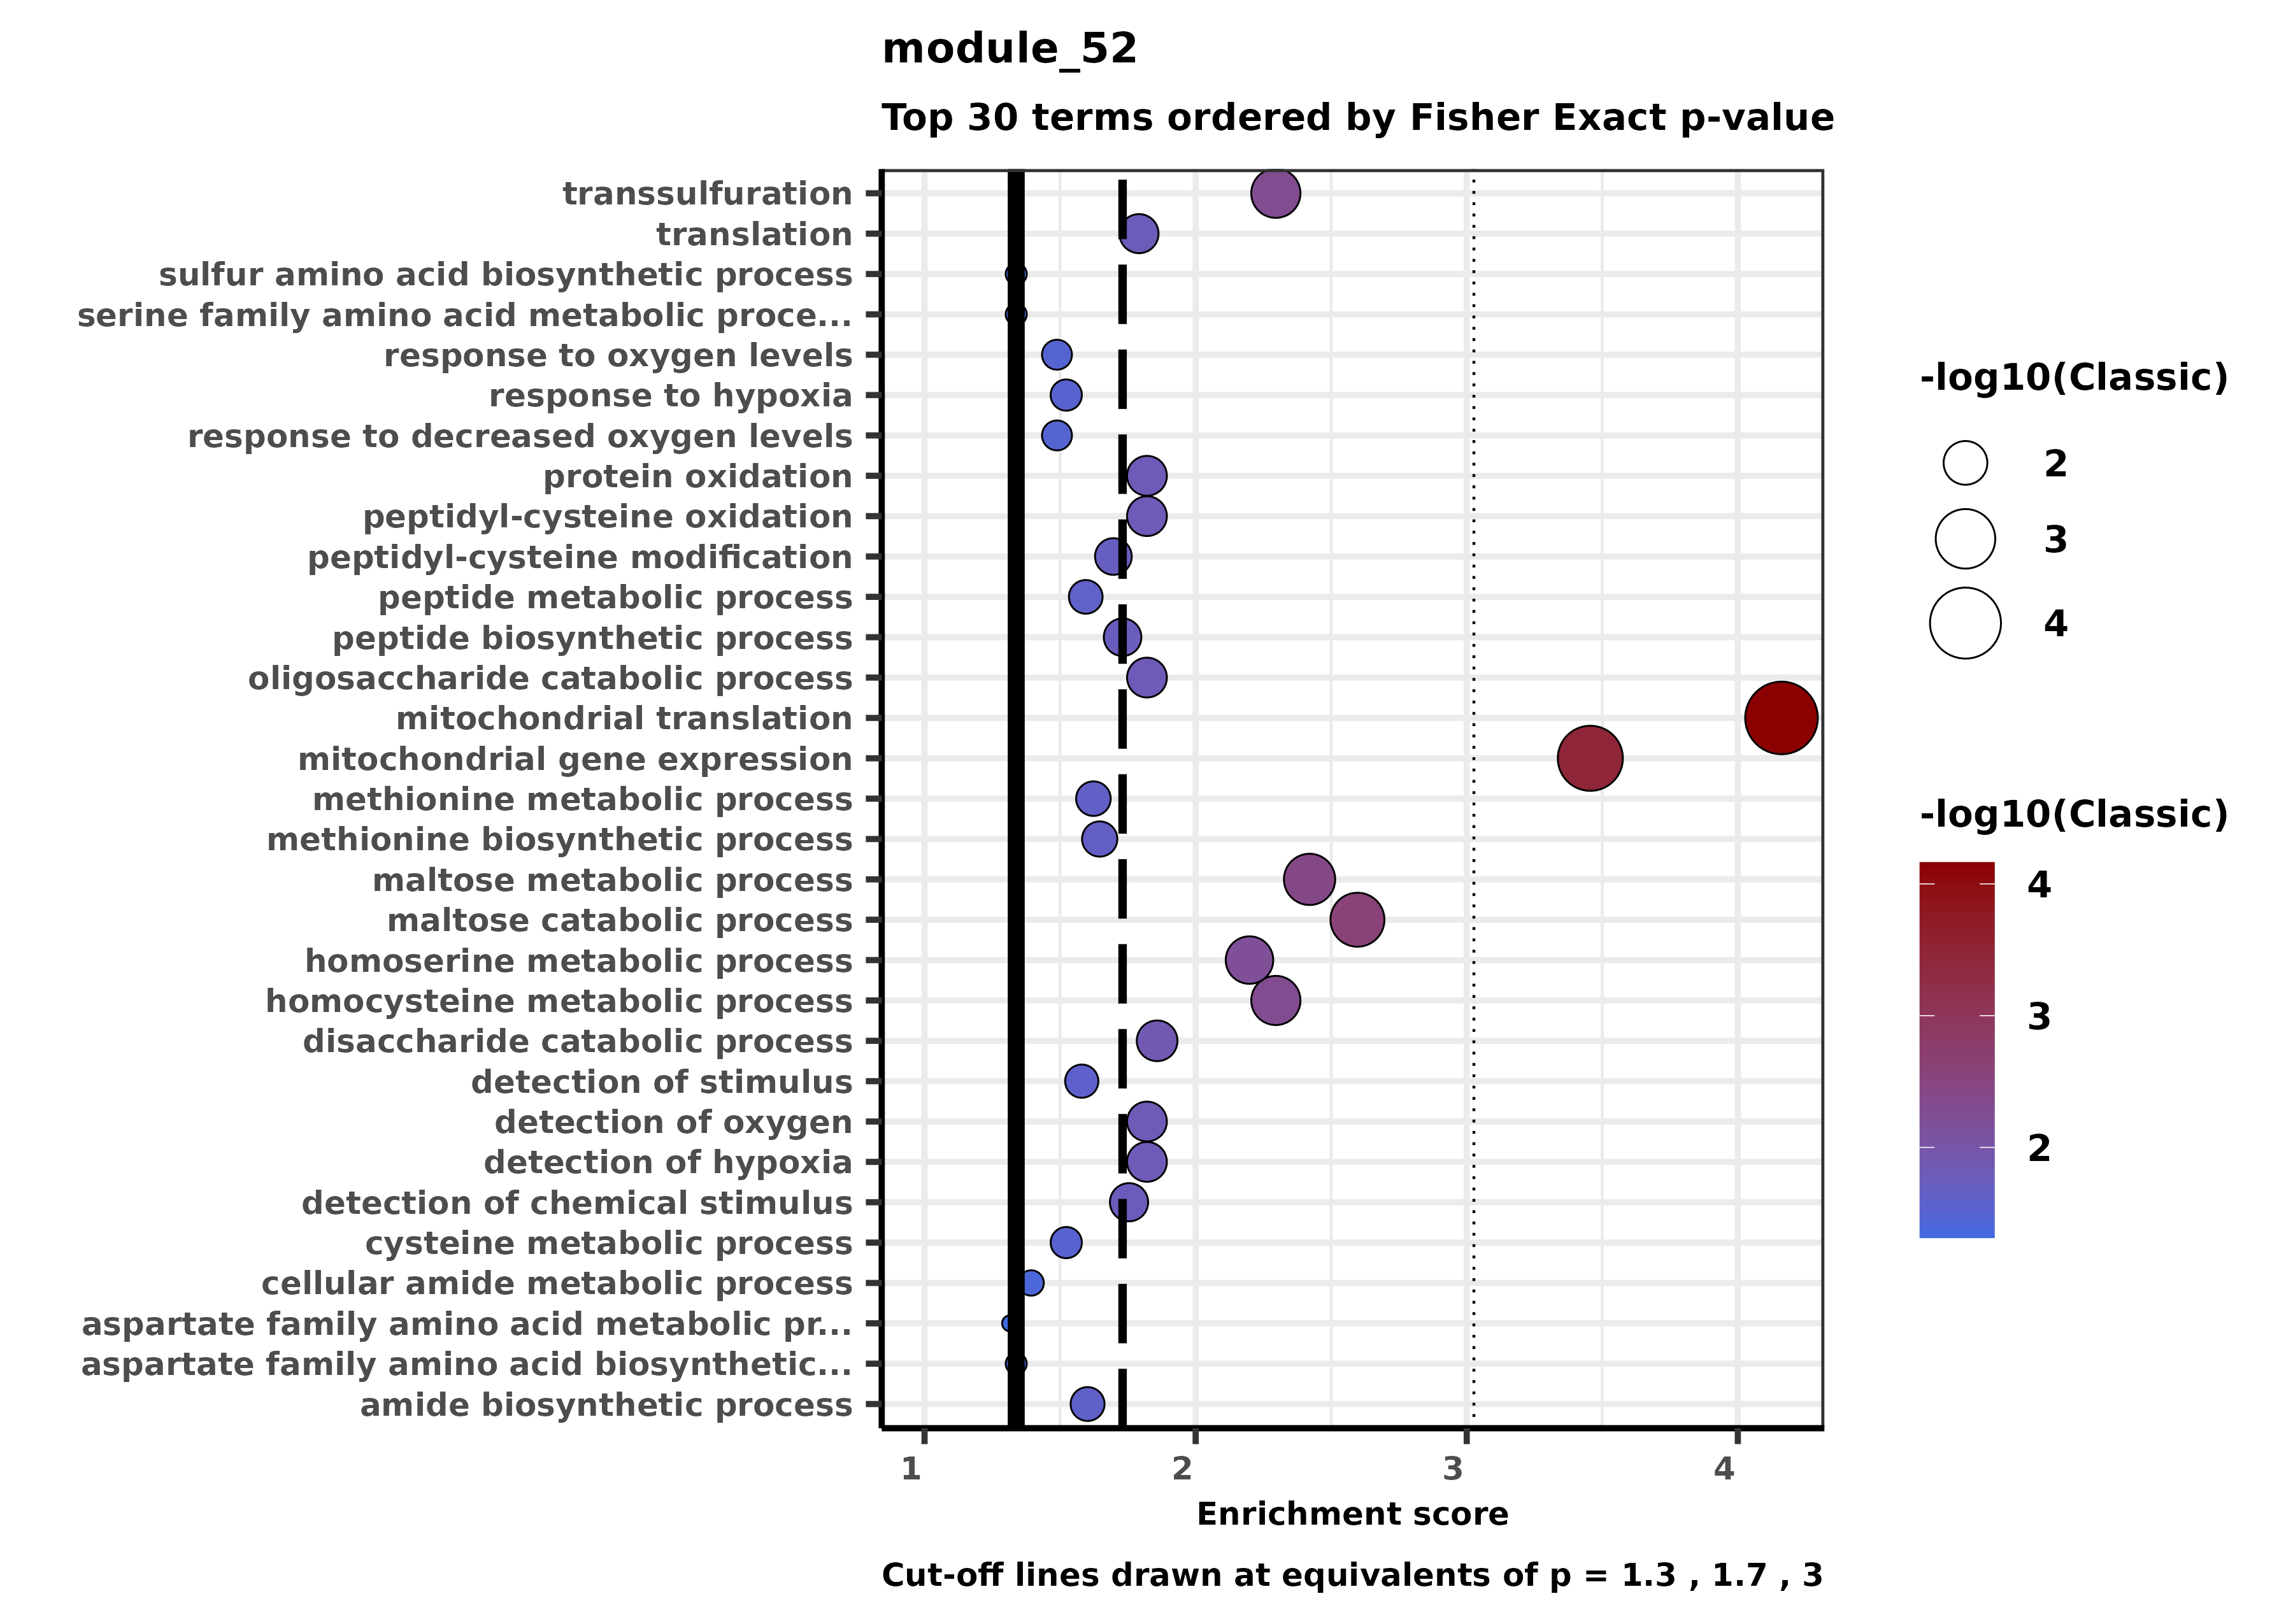 module_52
Top 30 terms ordered by Fisher Exact p-value
transsulfuration
translation
sulfur amino acid biosynthetic process
serine family amino acid metabolic proce...
response to oxygen levels
response to hypoxia
response to decreased oxygen levels
protein oxidation
peptidyl-cysteine oxidation
peptidyl-cysteine modification
peptide metabolic process
peptide biosynthetic process
oligosaccharide catabolic process
mitochondrial translation
mitochondrial gene expression
methionine metabolic process
methionine biosynthetic process
maltose metabolic process
maltose catabolic process
homoserine metabolic process
homocysteine metabolic process
disaccharide catabolic process
detection of stimulus
detection of oxygen
detection of hypoxia
detection of chemical stimulus
cysteine metabolic process
cellular amide metabolic process
aspartate family amino acid metabolic pr...
aspartate family amino acid biosynthetic...
amide biosynthetic process
1 2 3 4
Enrichment score
Cut-off lines drawn at equivalents of p = 1.3 , 1.7 , 3
-log10(Classic)
2
3
4
-log10(Classic)
4
3
2